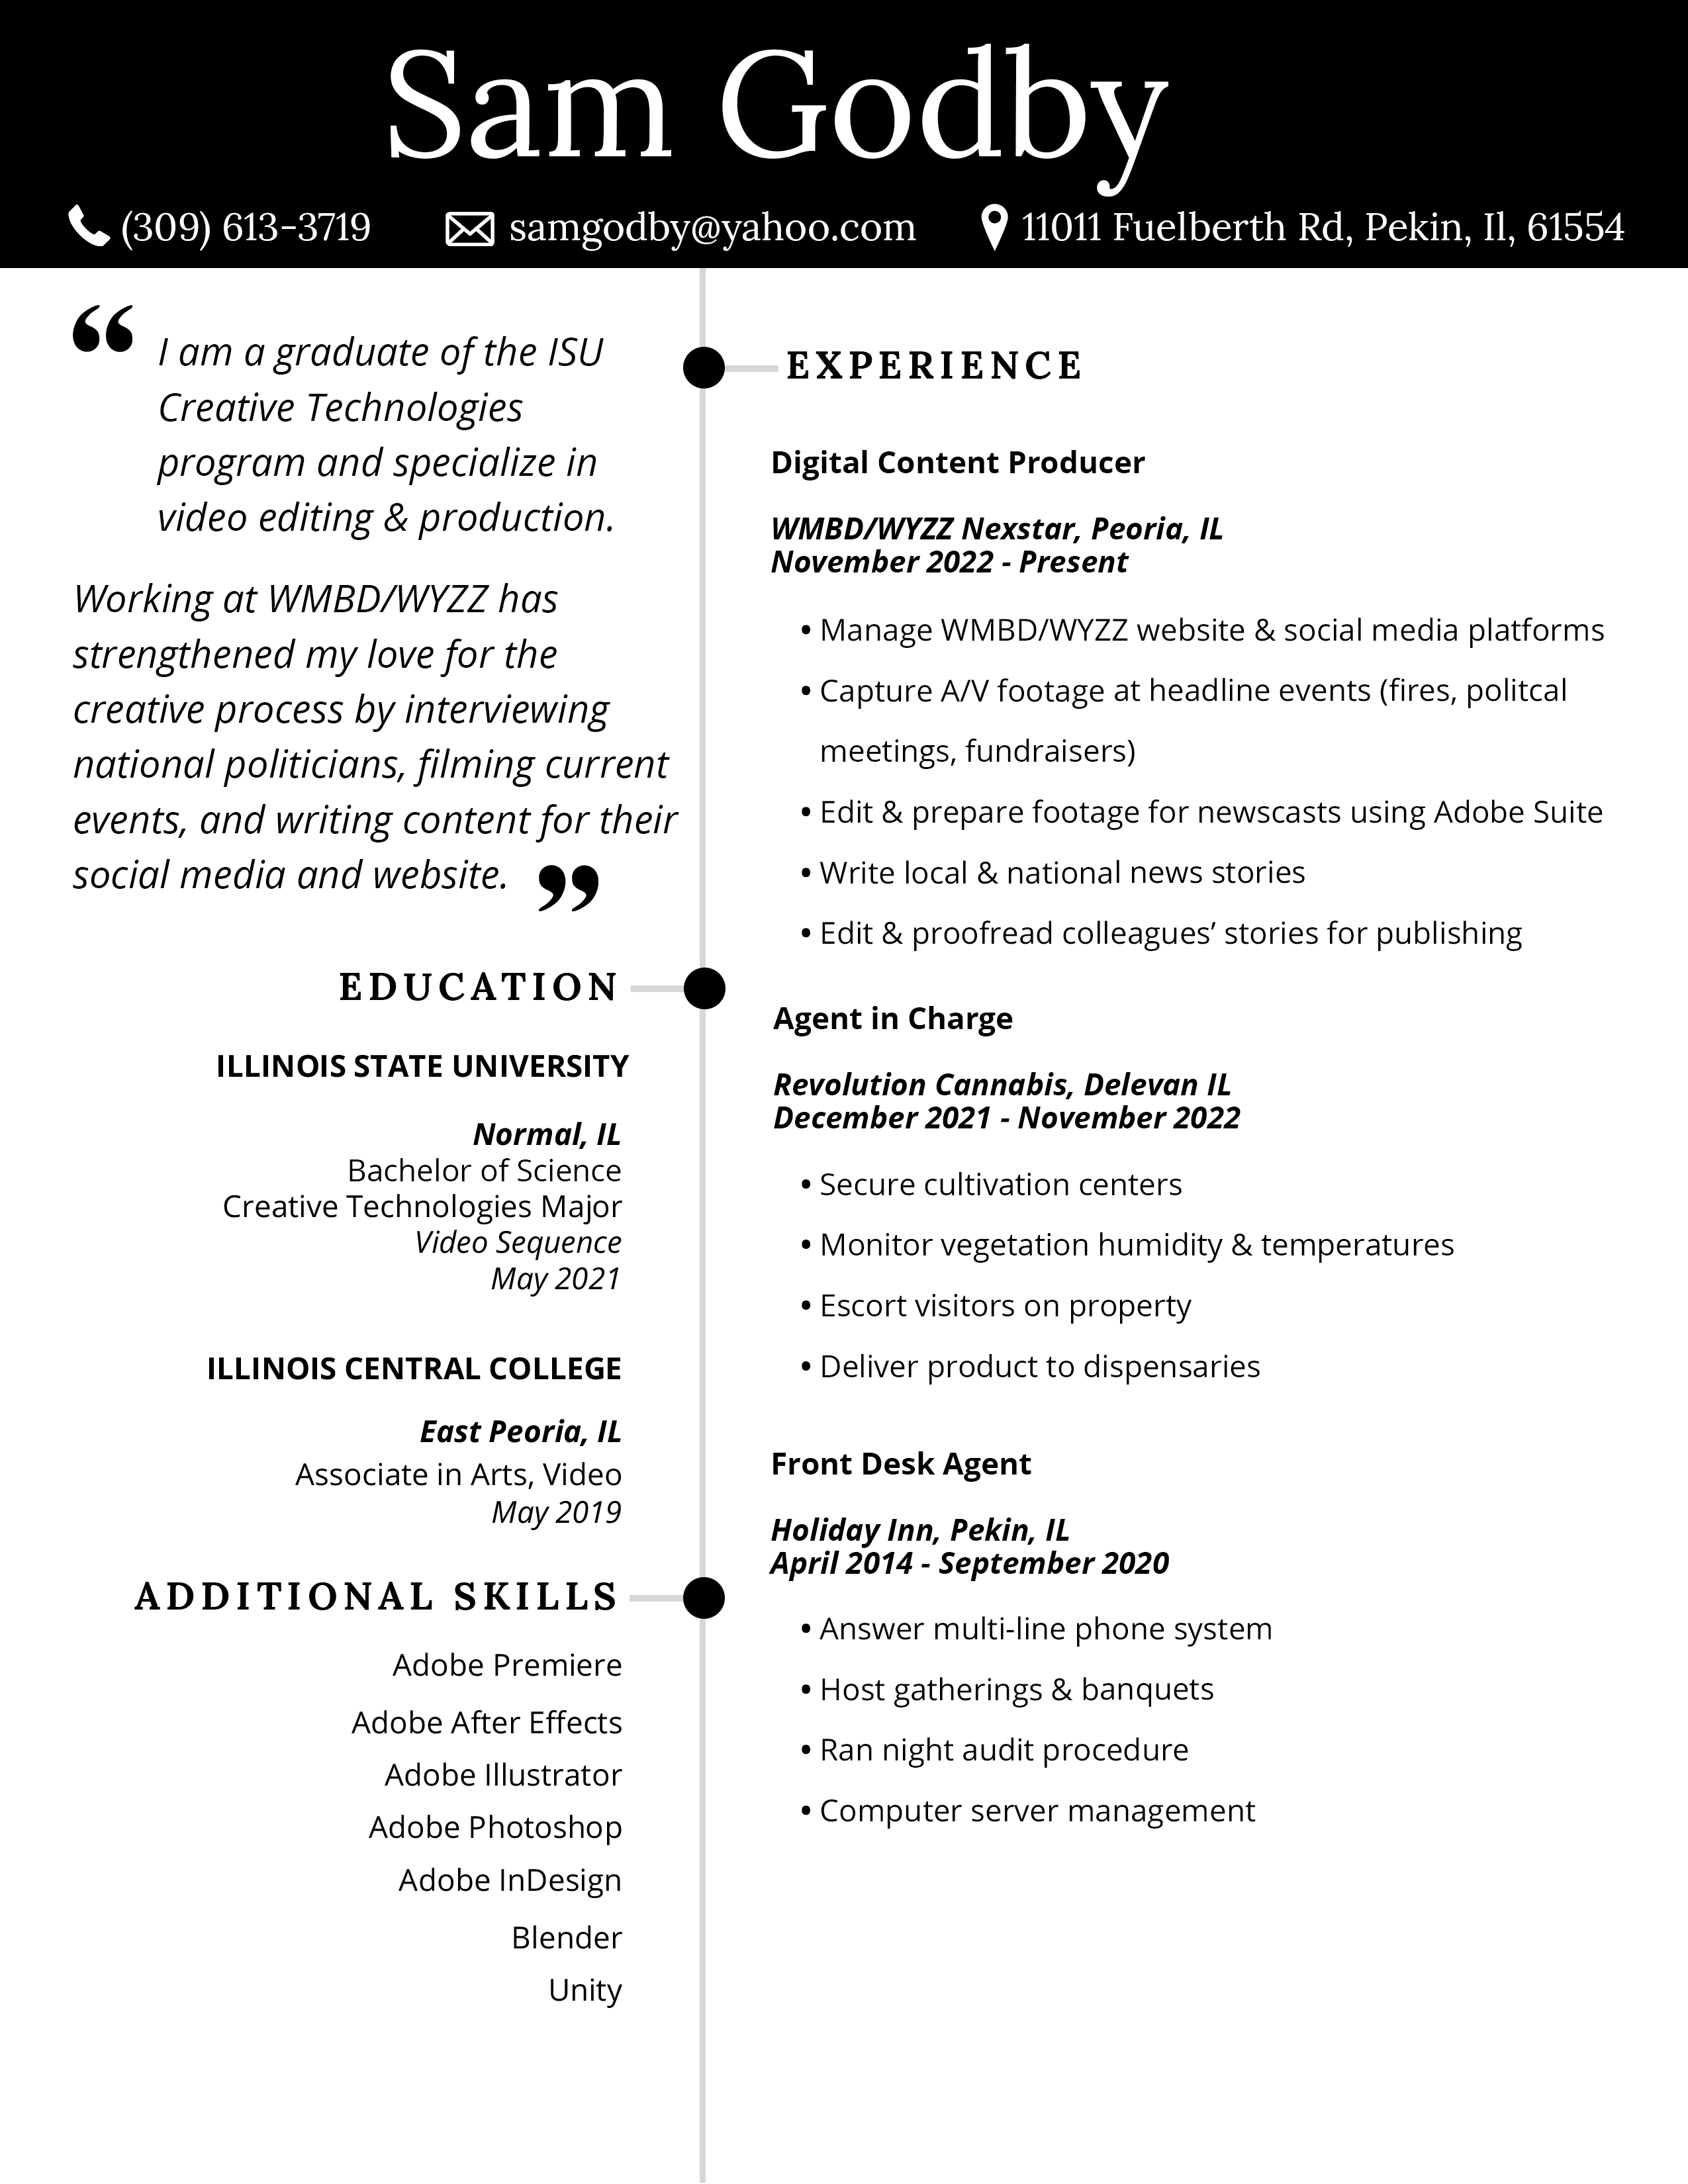 Sam Godby
(309) 613-3719
samgodby@yahoo.com
11011 Fuelberth Rd, Pekin, Il, 61554
“ I am a graduate of the ISU
Creative Technologies
program and specialize in
video editing & production.
Working at WMBD/WYZZ has
strengthened my love for the
creative process by interviewing
national politicians, filming current
events, and writing content for their
social media and website. ”
EDUCATION
ILLINOIS STATE UNIVERSITY
Normal, IL
Bachelor of Science
Creative Technologies Major
Video Sequence
May 2021
ILLINOIS CENTRAL COLLEGE
East Peoria, IL
Associate in Arts, Video
May 2019
ADDITIONAL SKILLS
Adobe Premiere
Adobe After Effects
Adobe Illustrator
Adobe Photoshop
Adobe InDesign
Blender
Unity
EXPERIENCE
Digital Content Producer
WMBD/WYZZ Nexstar, Peoria, IL
November 2022 - Present
• Manage WMBD/WYZZ website & social media platforms
• Capture A/V footage at headline events (fires, politcal
meetings, fundraisers)
• Edit & prepare footage for newscasts using Adobe Suite
• Write local & national news stories
• Edit & proofread colleagues’ stories for publishing
Agent in Charge
Revolution Cannabis, Delevan IL
December 2021 - November 2022
• Secure cultivation centers
• Monitor vegetation humidity & temperatures
• Escort visitors on property
• Deliver product to dispensaries
Front Desk Agent
Holiday Inn, Pekin, IL
April 2014 - September 2020
• Answer multi-line phone system
• Host gatherings & banquets
• Ran night audit procedure
• Computer server management